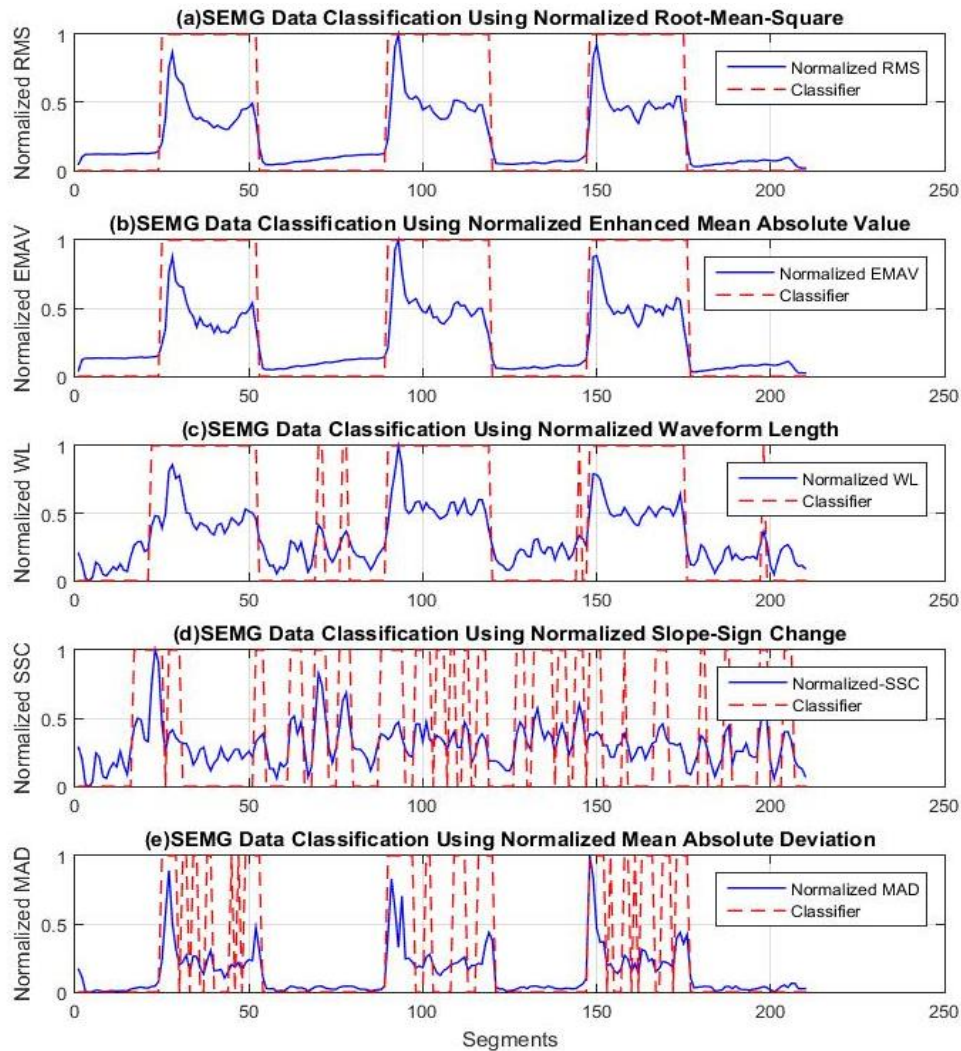 (a)SEMG Data Classification Using Normalized Root-Mean-Square
Normalized RMS
1
0.5
0
Normalized RMS
Classifier
0 50 100 150 200 250
(b)SEMG Data Classification Using Normalized Enhanced Mean Absolute Value
Normalized EMAV
1
0.5
0
Normalized EMAV
Classifier
0 50 100 150 200 250
(c)SEMG Data Classification Using Normalized Waveform Length
Normalized WL
1
0.5
0
Normalized WL
Classifier
0 50 100 150 200 250
(d)SEMG Data Classification Using Normalized Slope-Sign Change
Normalized SSC
1
0.5
0
Normalized-SSC
Classifier
0 50 100 150 200 250
(e)SEMG Data Classification Using Normalized Mean Absolute Deviation
Normalized MAD
1
0.5
0
Normalized MAD
Classifier
0 50 100 150 200 250
Segments